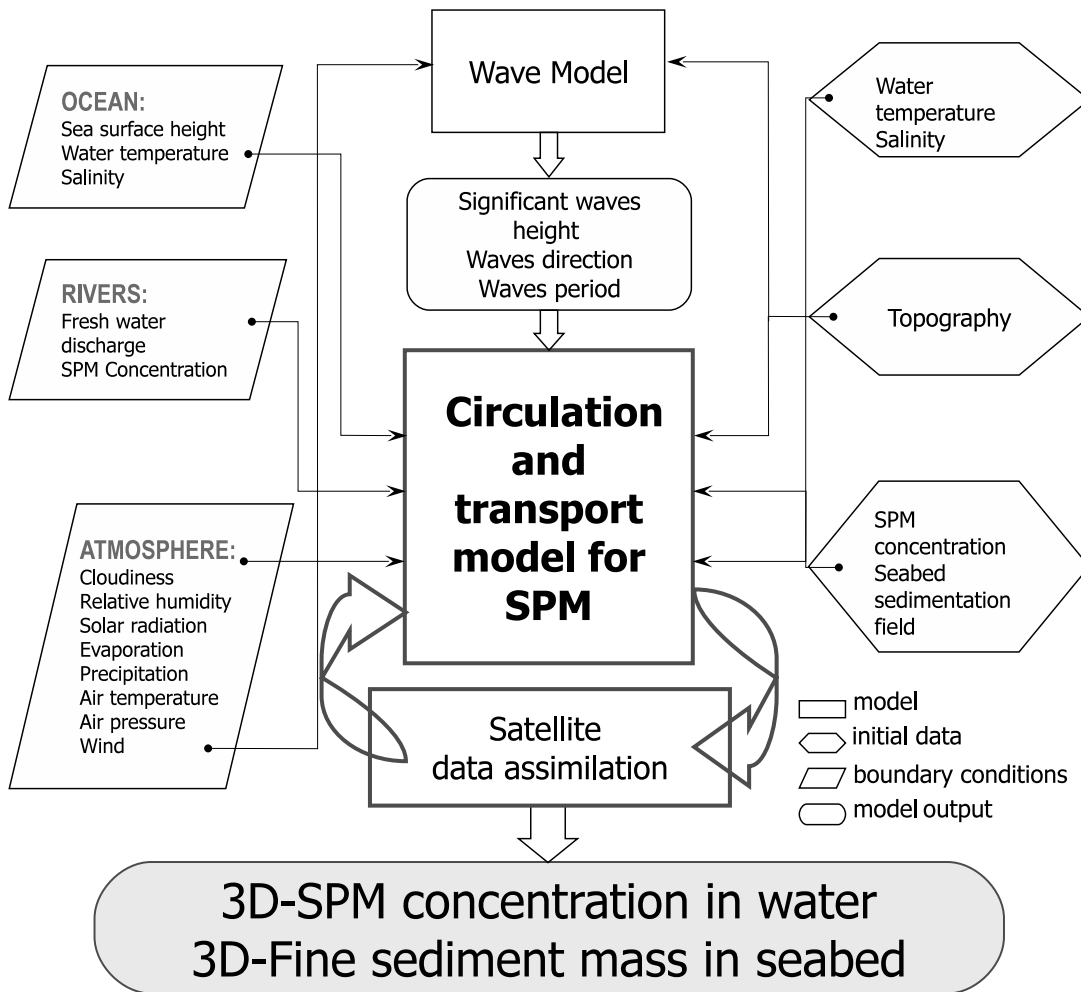 Wave Model
OCEAN:
Sea surface height
Water temperature
Salinity
Water
temperature
Salinity
Significant waves
height
Waves direction
Waves period
RIVERS:
Fresh water
discharge
SPM Concentration
Topography
Circulation
and
transport
model for
SPM
ATMOSPHERE:
Cloudiness
Relative humidity
Solar radiation
Evaporation
Precipitation
Air temperature
Air pressure
Wind
SPM
concentration
Seabed
sedimentation
field
Satellite
data assimilation
model
initial data
boundary conditions
model output
3D-SPM concentration in water
3D-Fine sediment mass in seabed